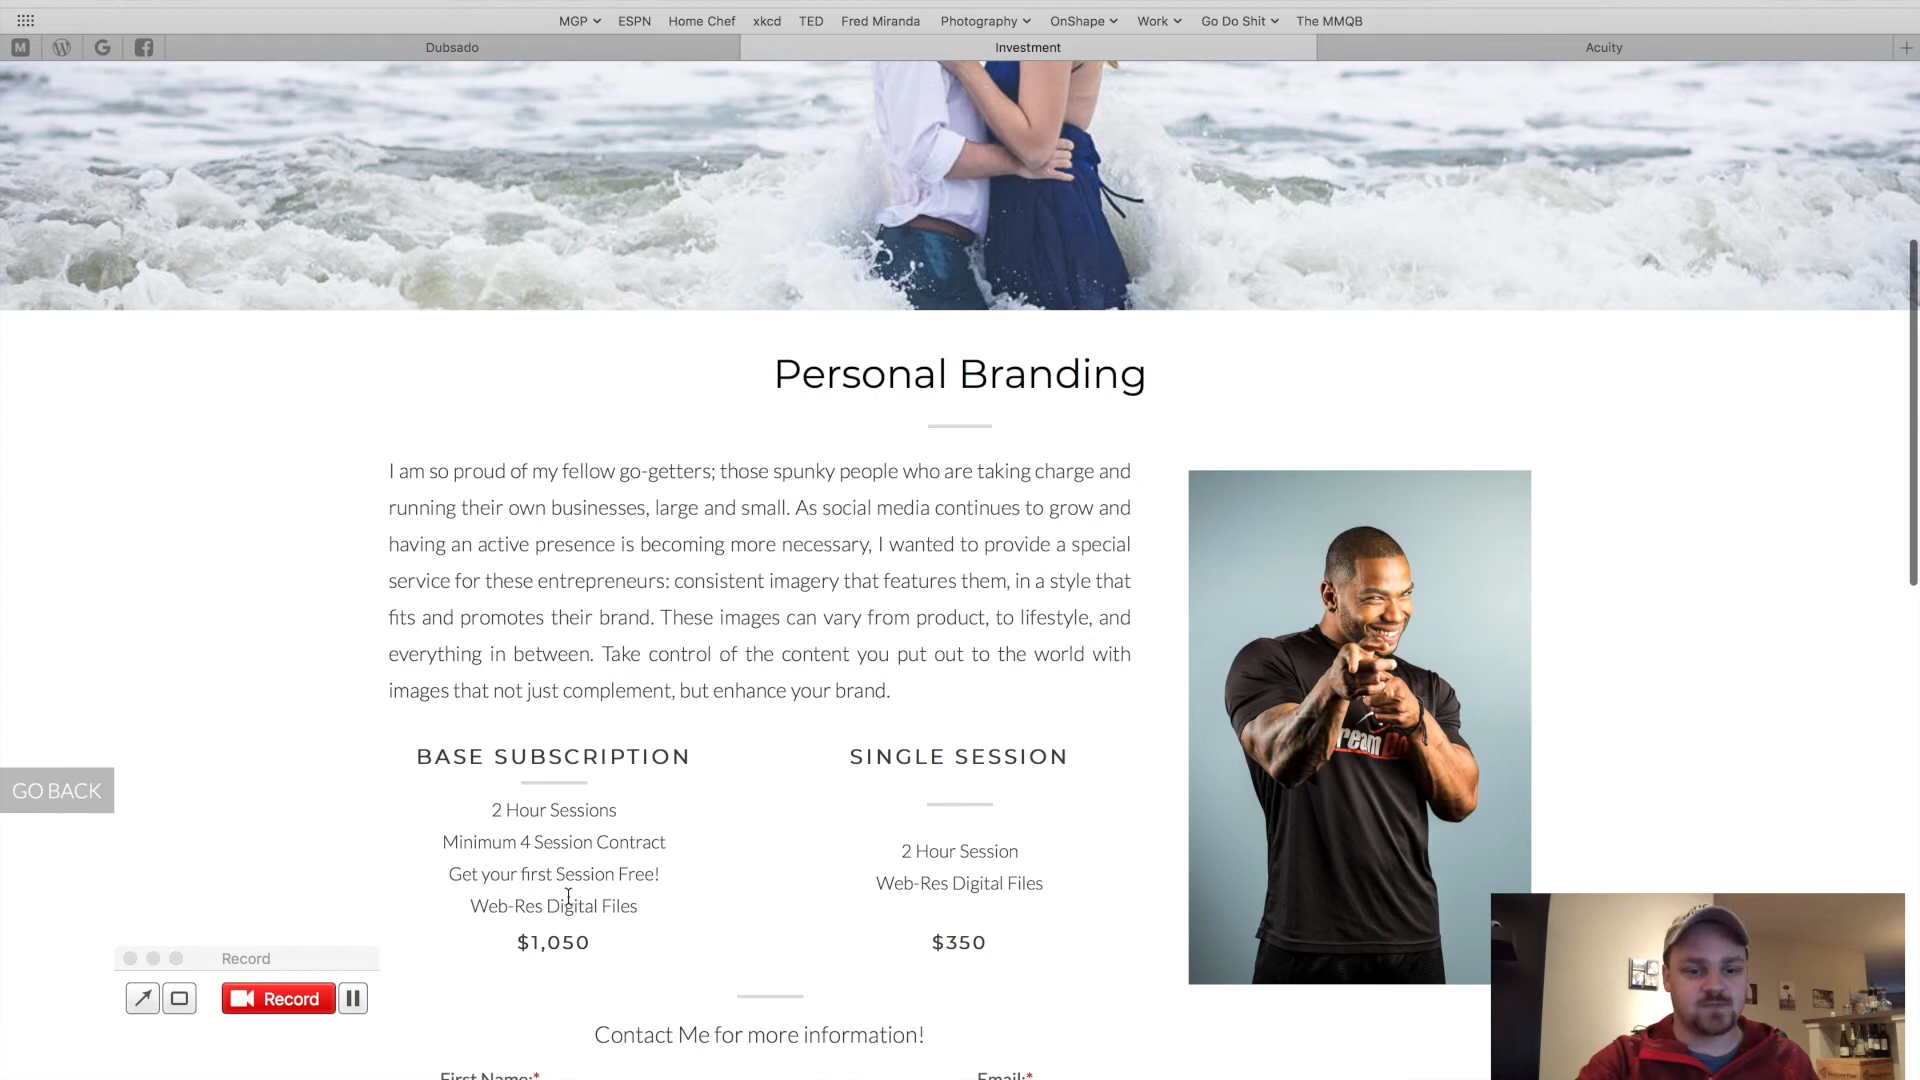 MGP ESPN Home Chef xkcd TED Fred Miranda Photography OnShape Work Go Do Shit The MMQB
M W G f Dubsado Investment Acuity +
Personal Branding
I am so proud of my fellow go-getters; those spunky people who are taking charge and
running their own businesses, large and small. As social media continues to grow and
having an active presence is becoming more necessary, I wanted to provide a special
service for these entrepreneurs: consistent imagery that features them, in a style that
fits and promotes their brand. These images can vary from product, to lifestyle, and
everything in between. Take control of the content you put out to the world with
images that not just complement, but enhance your brand.
BASE SUBSCRIPTION
2 Hour Sessions
Minimum 4 Session Contract
Get your first Session Free!
Web-Res Digital Files
$1,050
SINGLE SESSION
2 Hour Session
Web-Res Digital Files
$350
GO BACK
Record
Record
Contact Me for more information!
First Name:*
Email:*